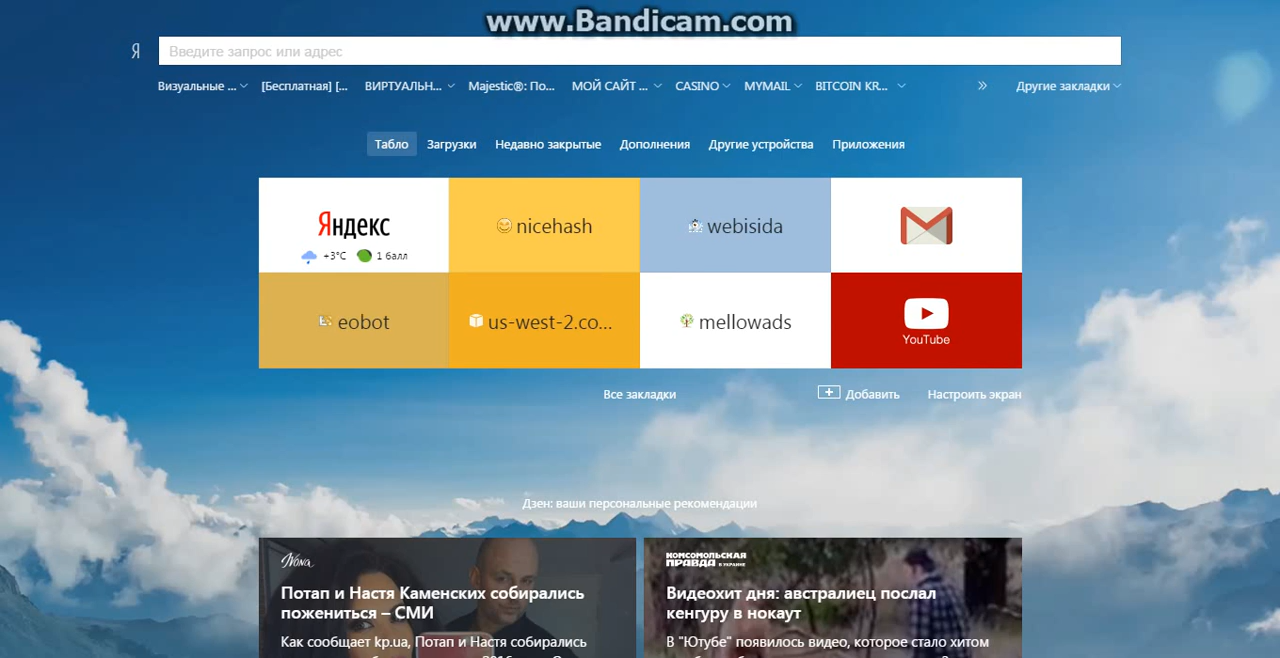 www.Bandicam.com
Я
Введите запрос или адрес
Визуальные ...
[Бесплатная] [...
ВИРТУАЛЬН...
Majestic®: По...
МОЙ САЙТ ...
CASINO
MYMAIL
BITCOIN KR...
»
Другие закладки
Табло
Загрузки
Недавно закрытые
Дополнения
Другие устройства
Приложения
Яндекс
+3°C
1 балл
nicehash
webisida
eobot
us-west-2.co...
mellowads
YouTube
Все закладки
Добавить
Настроить экран
Дзен: ваши персональные рекомендации
Nona
Потап и Настя Каменских собирались
пожениться – СМИ
Как сообщает kp.ua, Потап и Настя собирались
КОМСОМОЛЬСКАЯ
ПРАВДА В УКРАИНЕ
Видеохит дня: австралиец послал
кенгуру в нокаут
В "Ютубе" появилось видео, которое стало хитом